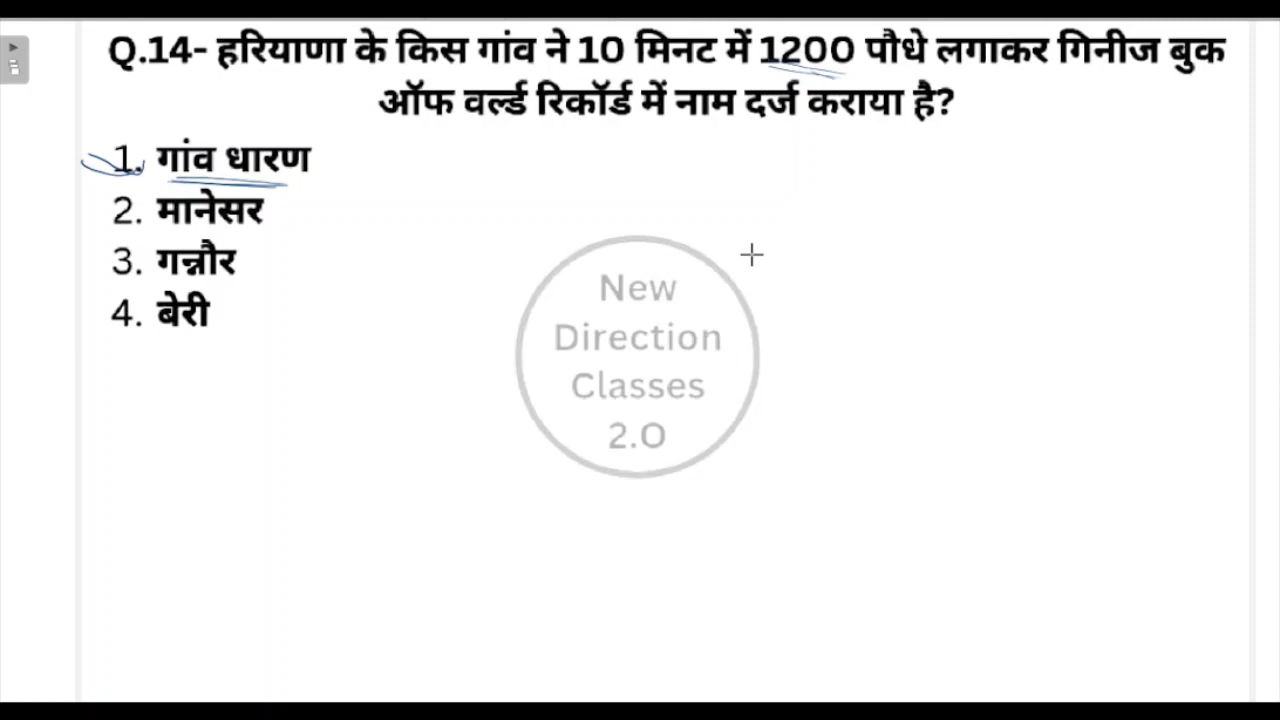 Q.14- हरियाणा के किस गांव ने 10 मिनट में 1200 पौधे लगाकर गिनीज बुक
ऑफ वर्ल्ड रिकॉर्ड में नाम दर्ज कराया है?
1. गांव धारण
2. मानेसर
3. गन्नौर
4. बेरी
New
Direction
Classes
2.O